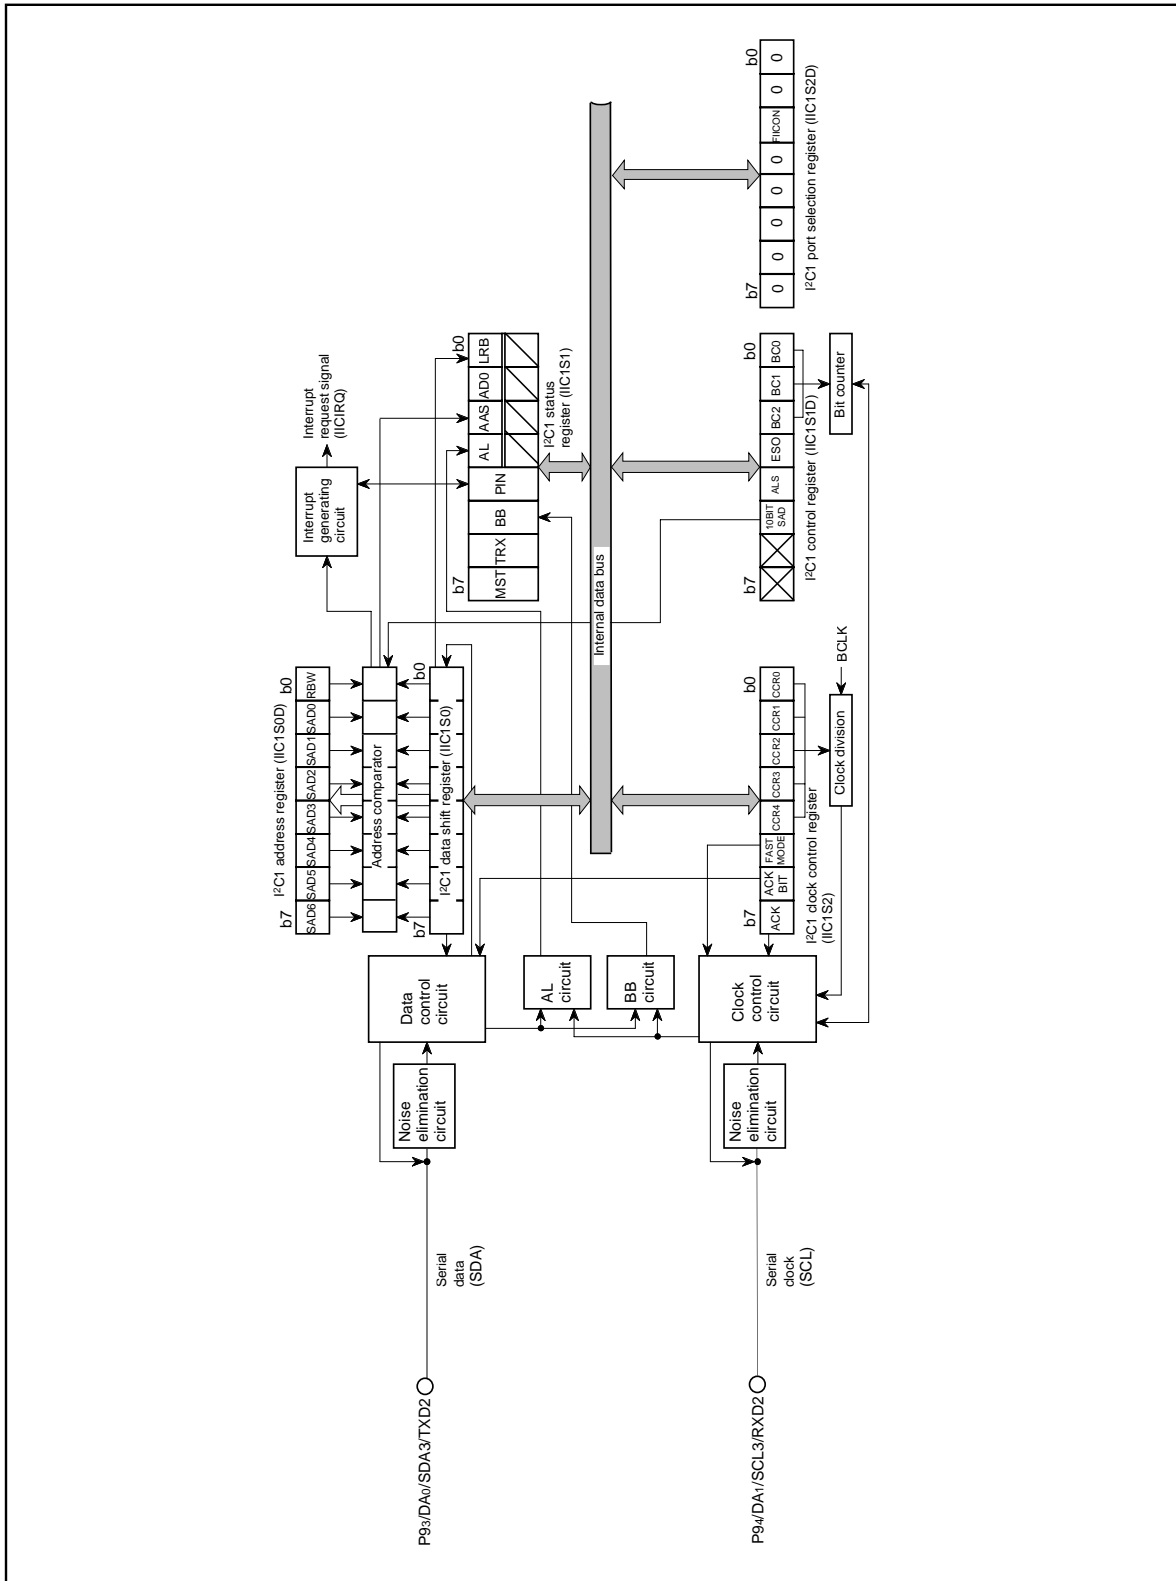 P93/DA0/SDA3/TXD2
Serial
data
(SDA)
Noise
elimination
circuit
Data
control
circuit
I2C1 address register (IIC1S0D)
b7
b0
SAD6
SAD5
SAD4
SAD3
SAD2
SAD1
SAD0
RBW
Address comparator
b7
I2C1 data shift register (IIC1S0)
b0
Interrupt
generating
circuit
Interrupt
request signal
(IICIRQ)
AL
circuit
BB
circuit
b7
b0
MST
TRX
BB
PIN
AL
AAS
AD0
LRB
I2C1 status
register (IIC1S1)
Internal data bus
P94/DA1/SCL3/RXD2
Serial
clock
(SCL)
Noise
elimination
circuit
Clock
control
circuit
b7
b0
ACK
ACK
BIT
FAST
MODE
CCR4
CCR3
CCR2
CCR1
CCR0
I2C1 clock control register
(IIC1S2)
Clock division
BCLK
b7
b0
10BIT
SAD
ALS
ESO
BC2
BC1
BC0
I2C1 control register (IIC1S1D)
Bit counter
b7
b0
0
0
0
0
0
FIICON
0
0
I2C1 port selection register (IIC1S2D)